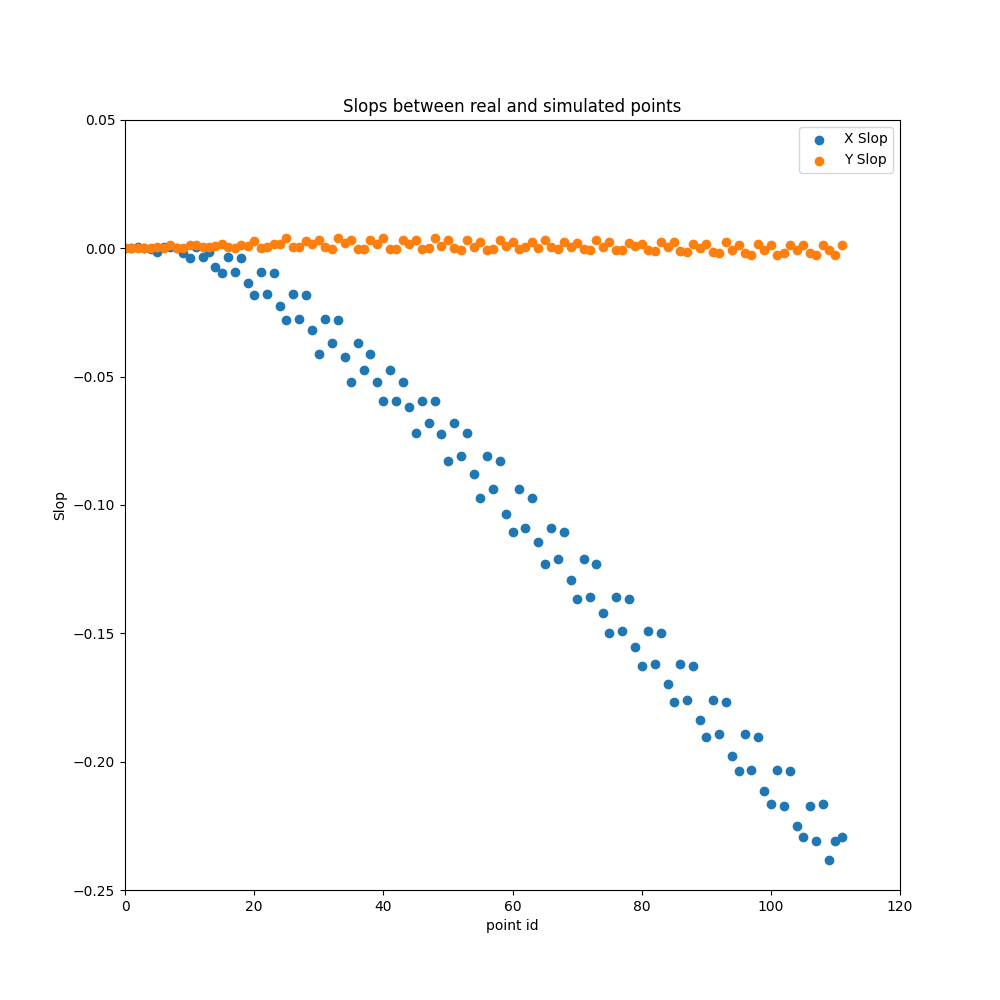 Slops between real and simulated points
X Slop
Y Slop
0.05
0.00
−0.05
−0.10
−0.15
−0.20
−0.25
Slop
0 20 40 60 80 100 120
point id